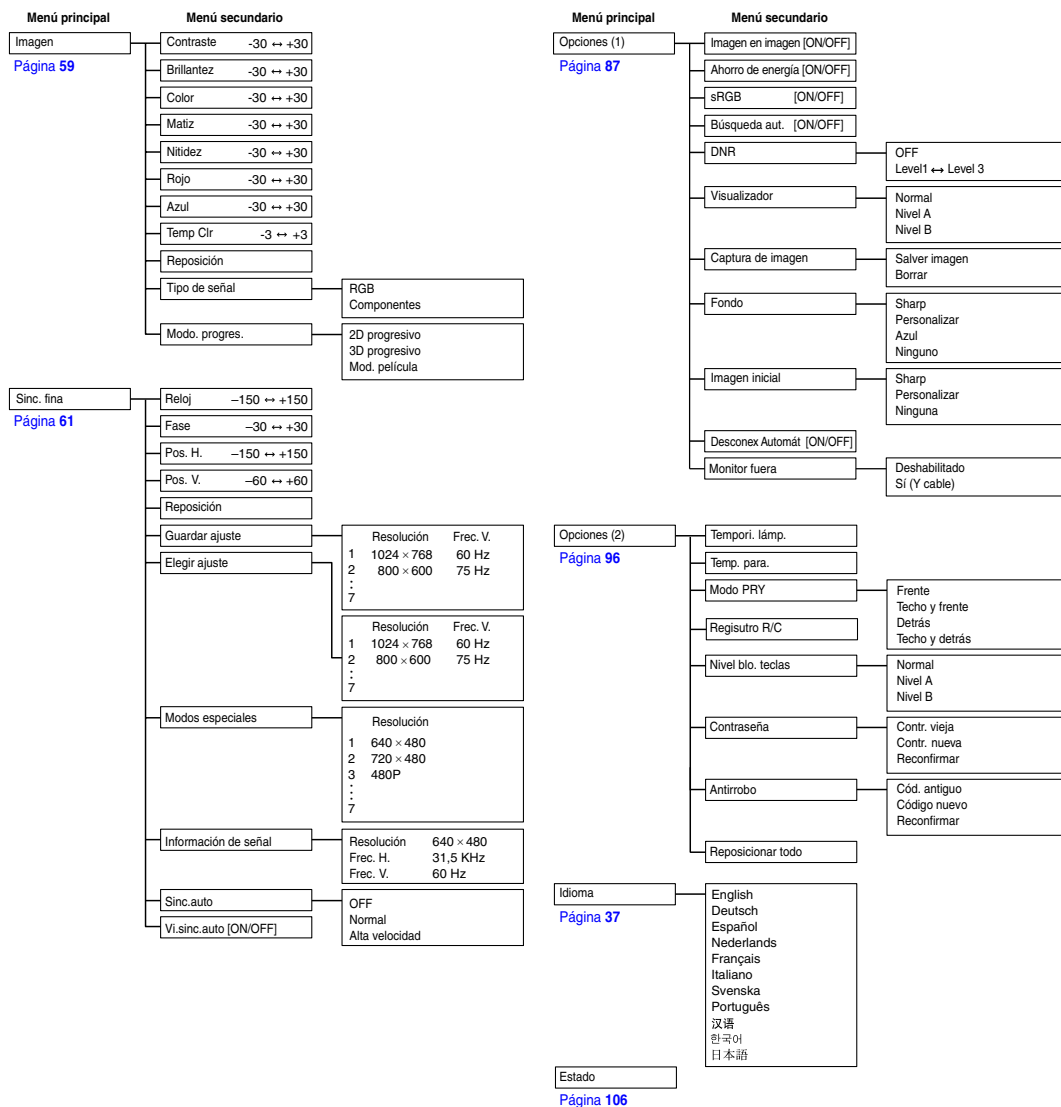 Menú principal Menú secundario
Imagen
Página 59
Contraste -30 ↔ +30
Brillantez -30 ↔ +30
Color -30 ↔ +30
Matiz -30 ↔ +30
Nitidez -30 ↔ +30
Rojo -30 ↔ +30
Azul -30 ↔ +30
Temp Clr -3 ↔ +3
Reposición
Tipo de señal
RGB
Componentes
Modo. progres.
2D progresivo
3D progresivo
Mod. película
Sinc. fina
Página 61
Reloj –150 ↔ +150
Fase –30 ↔ +30
Pos. H. –150 ↔ +150
Pos. V. –60 ↔ +60
Reposición
Guardar ajuste
Resolución Frec. V.
1 1024 × 768 60 Hz
2 800 × 600 75 Hz
:
7
Elegir ajuste
Resolución Frec. V.
1 1024 × 768 60 Hz
2 800 × 600 75 Hz
:
7
Modos especiales
Resolución
1 640 × 480
2 720 × 480
3 480P
:
7
Información de señal
Resolución 640 × 480
Frec. H. 31,5 KHz
Frec. V. 60 Hz
Sinc.auto
OFF
Normal
Alta velocidad
Vi.sinc.auto [ON/OFF]
Menú principal Menú secundario
Opciones (1)
Página 87
Imagen en imagen [ON/OFF]
Ahorro de energía [ON/OFF]
sRGB [ON/OFF]
Búsqueda aut. [ON/OFF]
DNR
OFF
Level1 ↔ Level 3
Visualizador
Normal
Nivel A
Nivel B
Captura de imagen
Salver imagen
Borrar
Fondo
Sharp
Personalizar
Azul
Ninguno
Imagen inicial
Sharp
Personalizar
Ninguna
Desconex Automát [ON/OFF]
Monitor fuera
Deshabilitado
Sí (Y cable)
Opciones (2)
Página 96
Tempori. lámp.
Temp. para.
Modo PRY
Frente
Techo y frente
Detrás
Techo y detrás
Regisutro R/C
Nivel blo. teclas
Normal
Nivel A
Nivel B
Contraseña
Contr. vieja
Contr. nueva
Reconfirmar
Antirrobo
Cód. antiguo
Código nuevo
Reconfirmar
Reposicionar todo
Idioma
Página 37
English
Deutsch
Español
Nederlands
Français
Italiano
Svenska
Português
汉语
한국어
日本語
Estado
Página 106